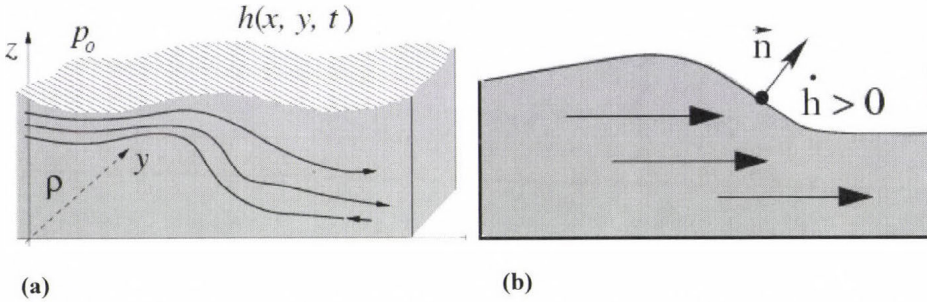 z
p_o
h(x, y, t)
ρ
y
(a)
n⃗
ḣ > 0
(b)